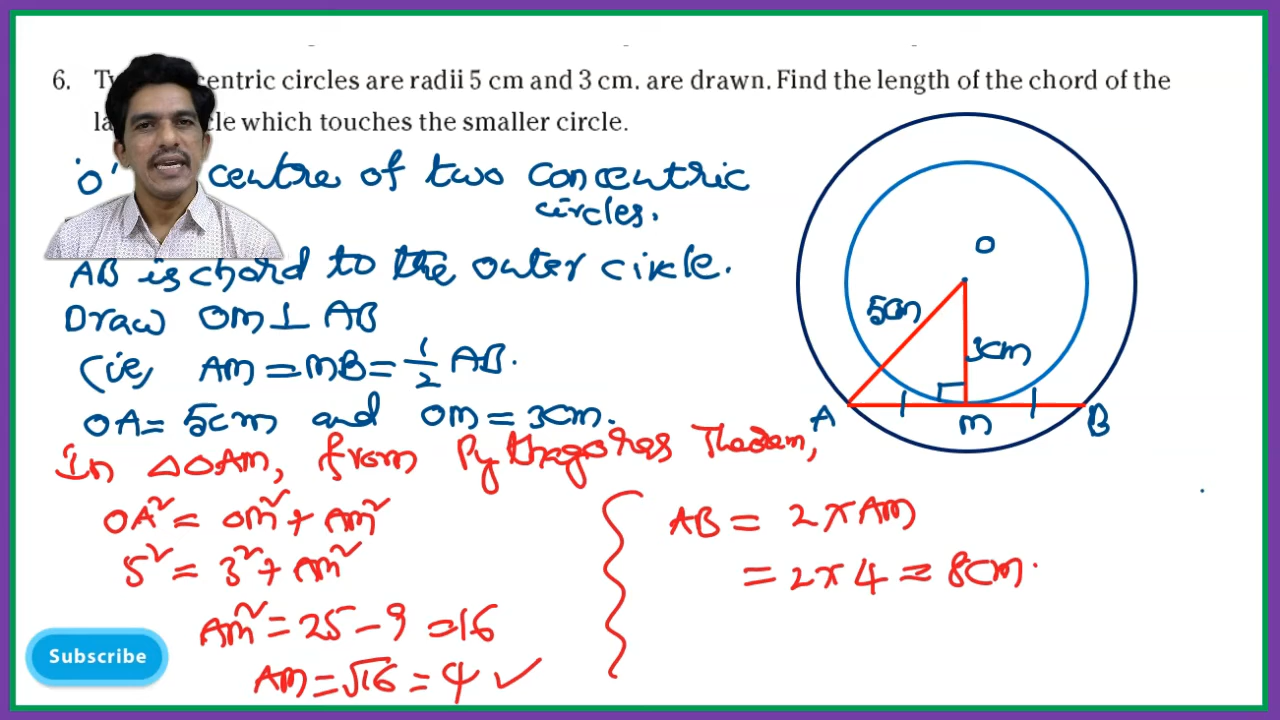 6. centric circles are radii 5 cm and 3 cm. are drawn. Find the length of the chord of the
la cle which touches the smaller circle.
'O' centre of two concentric
circles.
AB is chord to the outer circle.
Draw OM ⊥ AB
(ie, AM = MB = 1/2 AB.
OA = 5cm and OM = 3cm.
In △OAM, from Pythagoras Theorem,
OA² = OM² + AM²
5² = 3² + AM²
AM² = 25 - 9 = 16
AM = √16 = 4 ✓
AB = 2 x AM
= 2 x 4 = 8cm.
O
5cm
3cm
A
M
B
Subscribe